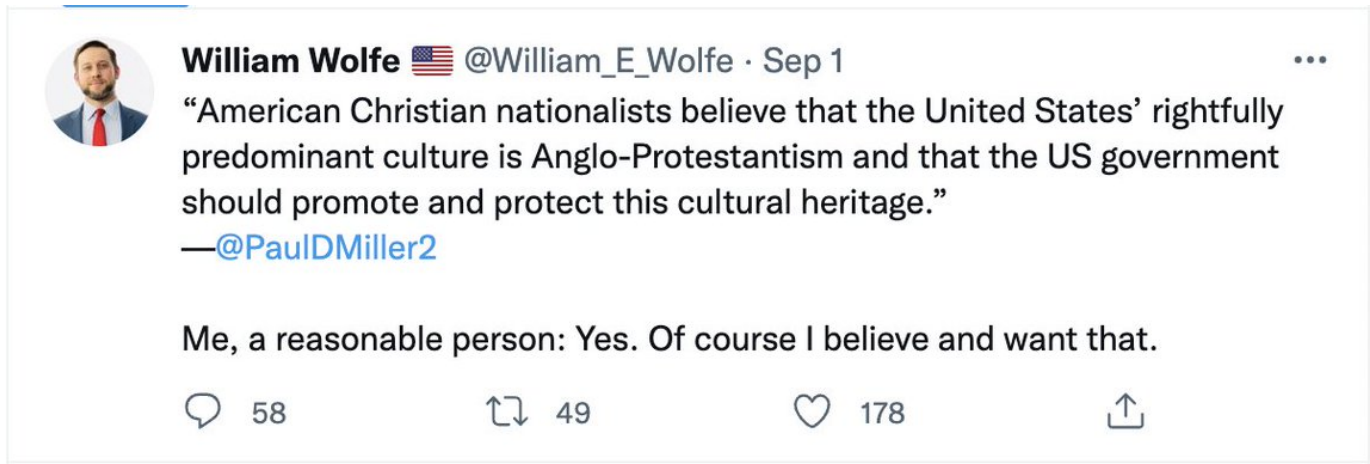 William Wolfe 🇺🇸 @William_E_Wolfe · Sep 1
“American Christian nationalists believe that the United States’ rightfully
predominant culture is Anglo-Protestantism and that the US government
should promote and protect this cultural heritage.”
—@PaulDMiller2
Me, a reasonable person: Yes. Of course I believe and want that.
58 49 178